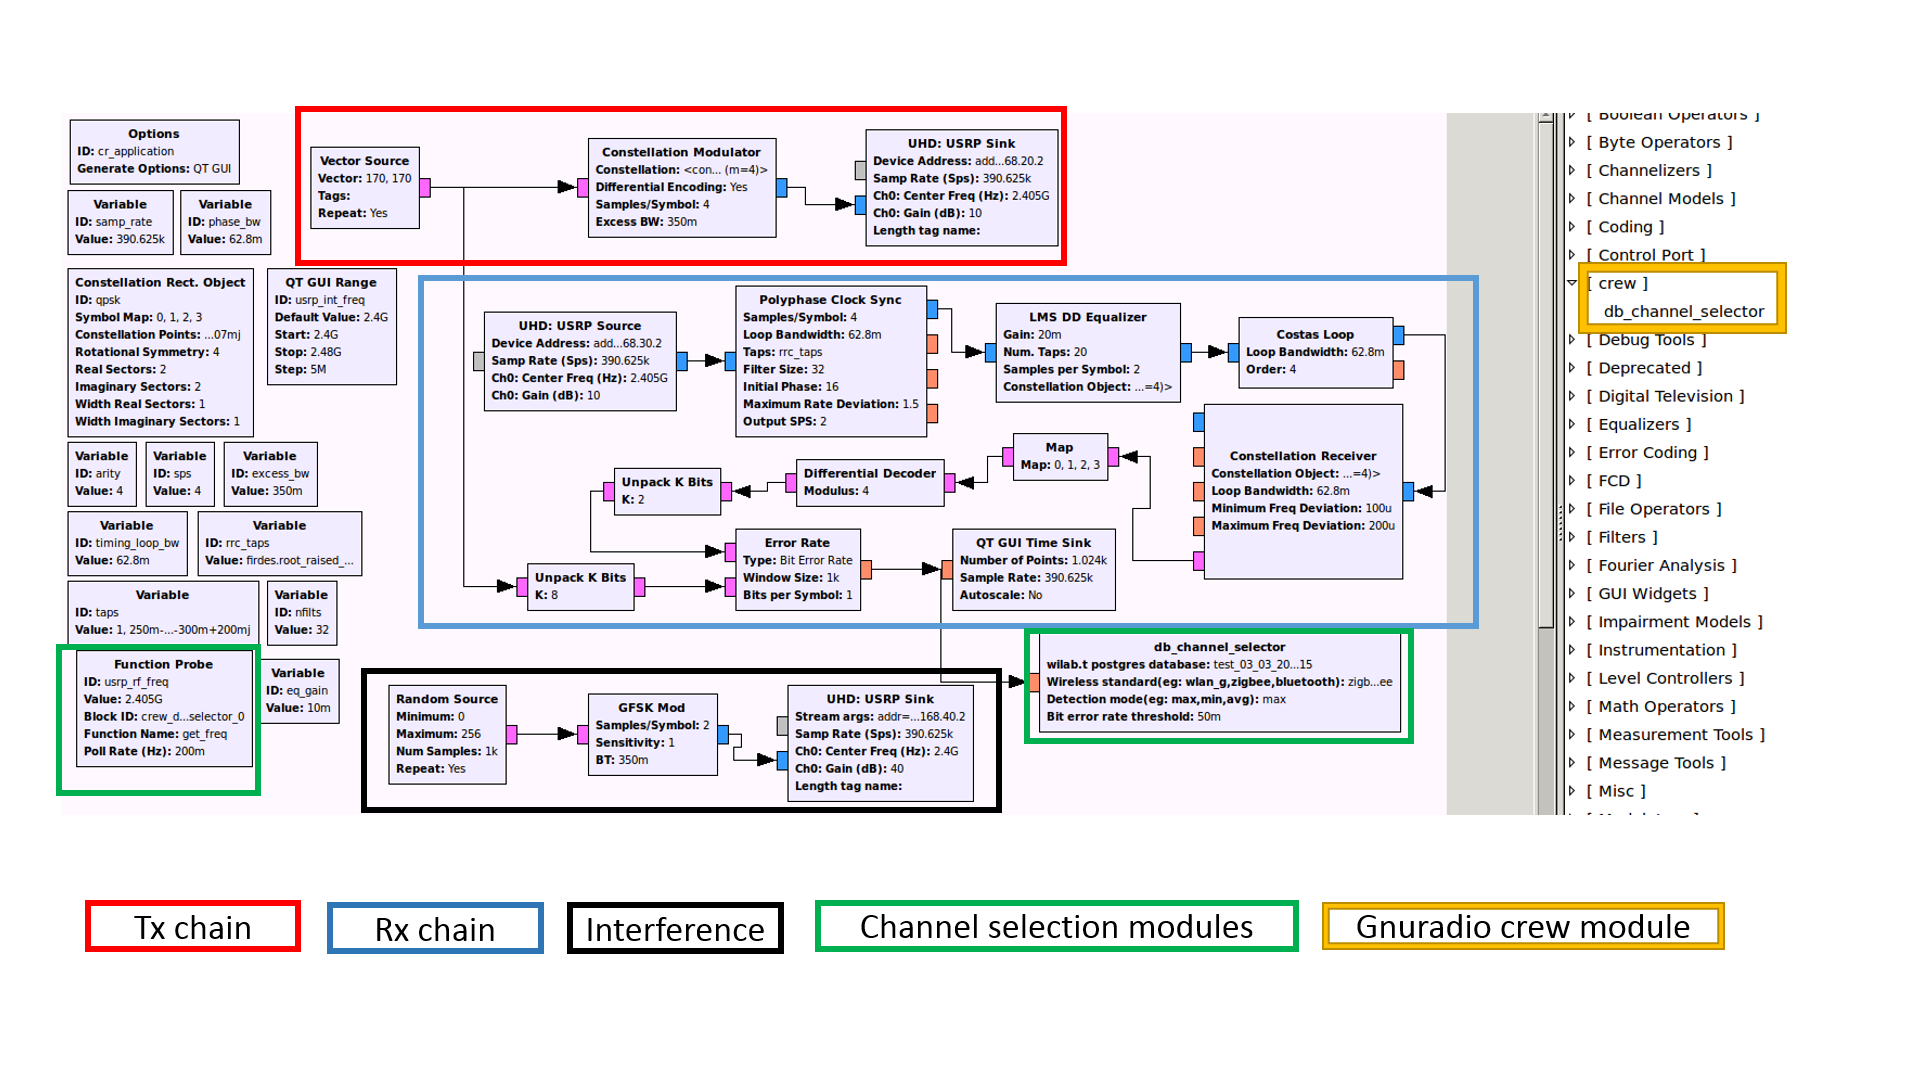 Options
ID: cr_application
Generate Options: QT GUI
Variable
ID: samp_rate
Value: 390.625k
Variable
ID: phase_bw
Value: 62.8m
Constellation Rect. Object
ID: qpsk
Symbol Map: 0, 1, 2, 3
Constellation Points: ...07mj
Rotational Symmetry: 4
Real Sectors: 2
Imaginary Sectors: 2
Width Real Sectors: 1
Width Imaginary Sectors: 1
QT GUI Range
ID: usrp_int_freq
Default Value: 2.4G
Start: 2.4G
Stop: 2.48G
Step: 5M
Variable
ID: arity
Value: 4
Variable
ID: sps
Value: 4
Variable
ID: excess_bw
Value: 350m
Variable
ID: timing_loop_bw
Value: 62.8m
Variable
ID: rrc_taps
Value: firdes.root_raised_...
Variable
ID: taps
Value: 1, 250m-...-300m+200mj
Variable
ID: nfilts
Value: 32
Function Probe
ID: usrp_rf_freq
Value: 2.405G
Block ID: crew_d...selector_0
Function Name: get_freq
Poll Rate (Hz): 200m
Variable
ID: eq_gain
Value: 10m
Vector Source
Vector: 170, 170
Tags:
Repeat: Yes
Constellation Modulator
Constellation: <con... (m=4)>
Differential Encoding: Yes
Samples/Symbol: 4
Excess BW: 350m
UHD: USRP Sink
Device Address: add...68.20.2
Samp Rate (Sps): 390.625k
Ch0: Center Freq (Hz): 2.405G
Ch0: Gain (dB): 10
Length tag name:
UHD: USRP Source
Device Address: add...68.30.2
Samp Rate (Sps): 390.625k
Ch0: Center Freq (Hz): 2.405G
Ch0: Gain (dB): 10
Polyphase Clock Sync
Samples/Symbol: 4
Loop Bandwidth: 62.8m
Taps: rrc_taps
Filter Size: 32
Initial Phase: 16
Maximum Rate Deviation: 1.5
Output SPS: 2
LMS DD Equalizer
Gain: 20m
Num. Taps: 20
Samples per Symbol: 2
Constellation Object: ...=4)>
Costas Loop
Loop Bandwidth: 62.8m
Order: 4
Constellation Receiver
Constellation Object: ...=4)>
Loop Bandwidth: 62.8m
Minimum Freq Deviation: 100u
Maximum Freq Deviation: 200u
Map
Map: 0, 1, 2, 3
Differential Decoder
Modulus: 4
Unpack K Bits
K: 2
Unpack K Bits
K: 8
Error Rate
Type: Bit Error Rate
Window Size: 1k
Bits per Symbol: 1
QT GUI Time Sink
Number of Points: 1.024k
Sample Rate: 390.625k
Autoscale: No
db_channel_selector
wilab.t postgres database: test_03_03_20...15
Wireless standard(eg: wlan_g,zigbee,bluetooth): zigb...ee
Detection mode(eg: max,min,avg): max
Bit error rate threshold: 50m
Random Source
Minimum: 0
Maximum: 256
Num Samples: 1k
Repeat: Yes
GFSK Mod
Samples/Symbol: 2
Sensitivity: 1
BT: 350m
UHD: USRP Sink
Stream args: addr=...168.40.2
Samp Rate (Sps): 390.625k
Ch0: Center Freq (Hz): 2.4G
Ch0: Gain (dB): 40
Length tag name:
[ Boolean Operators ]
[ Byte Operators ]
[ Channelizers ]
[ Channel Models ]
[ Coding ]
[ Control Port ]
[ crew ]
db_channel_selector
[ Debug Tools ]
[ Deprecated ]
[ Digital Television ]
[ Equalizers ]
[ Error Coding ]
[ FCD ]
[ File Operators ]
[ Filters ]
[ Fourier Analysis ]
[ GUI Widgets ]
[ Impairment Models ]
[ Instrumentation ]
[ Level Controllers ]
[ Math Operators ]
[ Measurement Tools ]
[ Message Tools ]
[ Misc ]
Tx chain
Rx chain
Interference
Channel selection modules
Gnuradio crew module